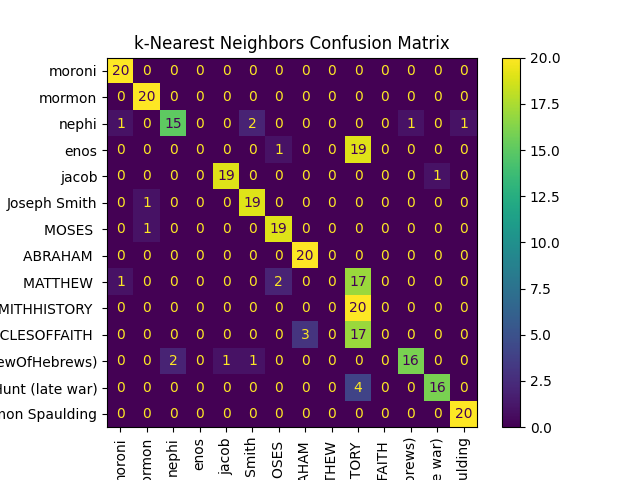 k-Nearest Neighbors Confusion Matrix
moroni 20 0 0 0 0 0 0 0 0 0 0 0 0 0
mormon 0 20 0 0 0 0 0 0 0 0 0 0 0 0
nephi 1 0 15 0 0 2 0 0 0 0 0 1 0 1
enos 0 0 0 0 0 0 1 0 0 19 0 0 0 0
jacob 0 0 0 0 19 0 0 0 0 0 0 0 1 0
Joseph Smith 0 1 0 0 0 19 0 0 0 0 0 0 0 0
MOSES 0 1 0 0 0 0 19 0 0 0 0 0 0 0
ABRAHAM 0 0 0 0 0 0 0 20 0 0 0 0 0 0
MATTHEW 1 0 0 0 0 0 2 0 0 17 0 0 0 0
MITHHISTORY 0 0 0 0 0 0 0 0 0 20 0 0 0 0
CLESOFFAITH 0 0 0 0 0 0 0 3 0 17 0 0 0 0
ewOfHebrews) 0 0 2 0 1 1 0 0 0 0 0 16 0 0
Hunt (late war) 0 0 0 0 0 0 0 0 0 4 0 0 16 0
non Spaulding 0 0 0 0 0 0 0 0 0 0 0 0 0 20
noroni
ormon
nephi
enos
jacob
Smith
OSES
AHAM
THEW
TORY
FAITH
brews)
e war)
ulding
20.0
17.5
15.0
12.5
10.0
7.5
5.0
2.5
0.0